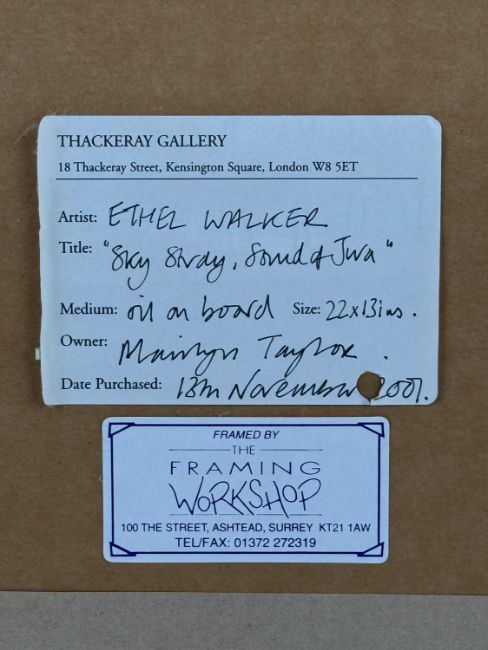 THACKERAY GALLERY
18 Thackeray Street, Kensington Square, London W8 5ET
Artist: ETHEL WALKER
Title: "Sky Study, Sound of Jura"
Medium: oil on board Size: 22x13ins.
Owner: Marilyn Taylor.
Date Purchased: 13th November 2001.
FRAMED BY
THE
FRAMING
WORKSHOP
100 THE STREET, ASHTEAD, SURREY KT21 1AW
TEL/FAX: 01372 272319